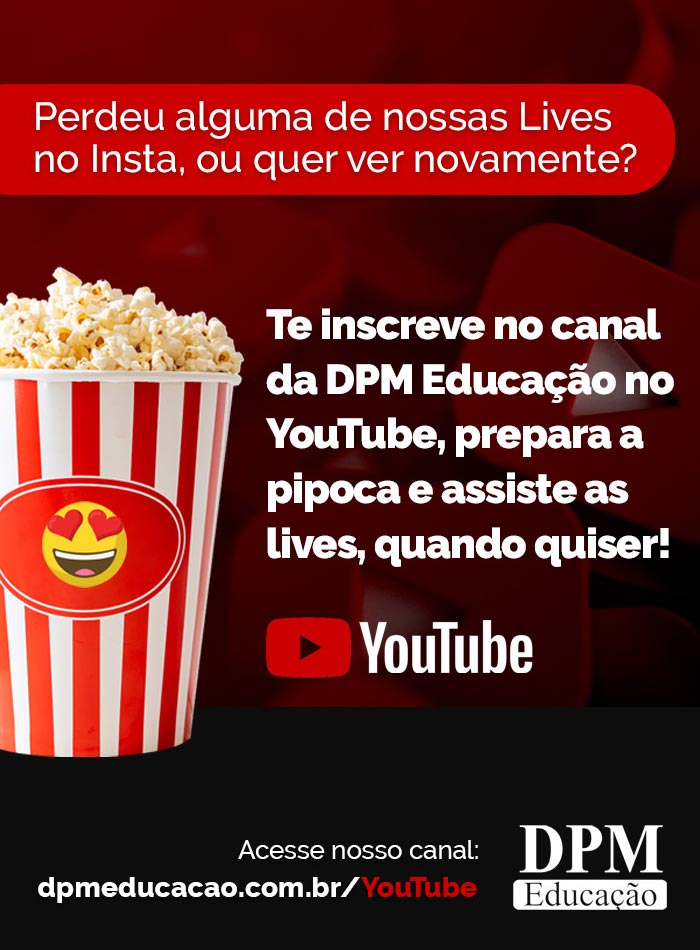 Perdeu alguma de nossas Lives
no Insta, ou quer ver novamente?
Te inscreve no canal
da DPM Educação no
YouTube, prepara a
pipoca e assiste as
lives, quando quiser!
YouTube
Acesse nosso canal:
dpmeducacao.com.br/YouTube
DPM
Educação